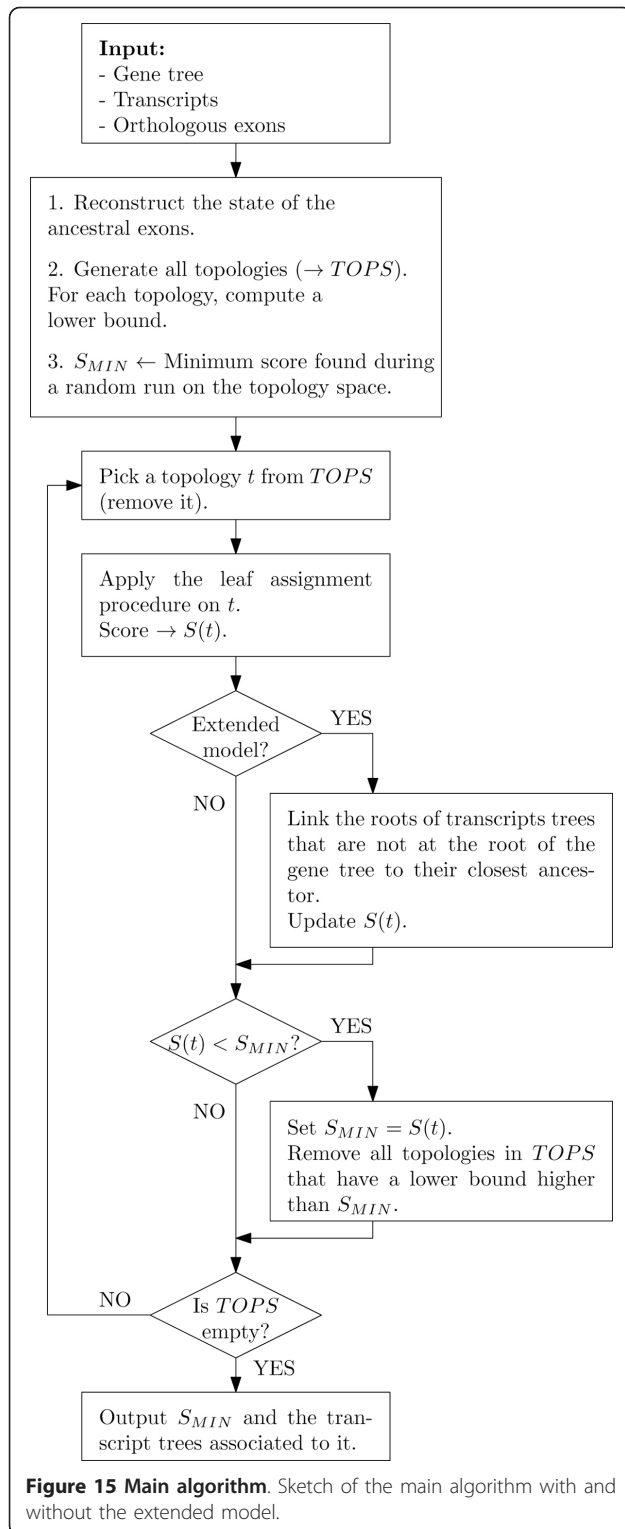 Input:
- Gene tree
- Transcripts
- Orthologous exons
1. Reconstruct the state of the
ancestral exons.
2. Generate all topologies (→ TOPS).
For each topology, compute a
lower bound.
3. S_MIN ← Minimum score found during
a random run on the topology space.
Pick a topology t from TOPS
(remove it).
Apply the leaf assignment
procedure on t.
Score → S(t).
Extended
model?
YES
NO
Link the roots of transcripts trees
that are not at the root of the
gene tree to their closest ances-
tor.
Update S(t).
S(t) < S_MIN?
YES
NO
Set S_MIN = S(t).
Remove all topologies in TOPS
that have a lower bound higher
than S_MIN.
Is TOPS
empty?
NO
YES
Output S_MIN and the tran-
script trees associated to it.
Figure 15 Main algorithm. Sketch of the main algorithm with and
without the extended model.